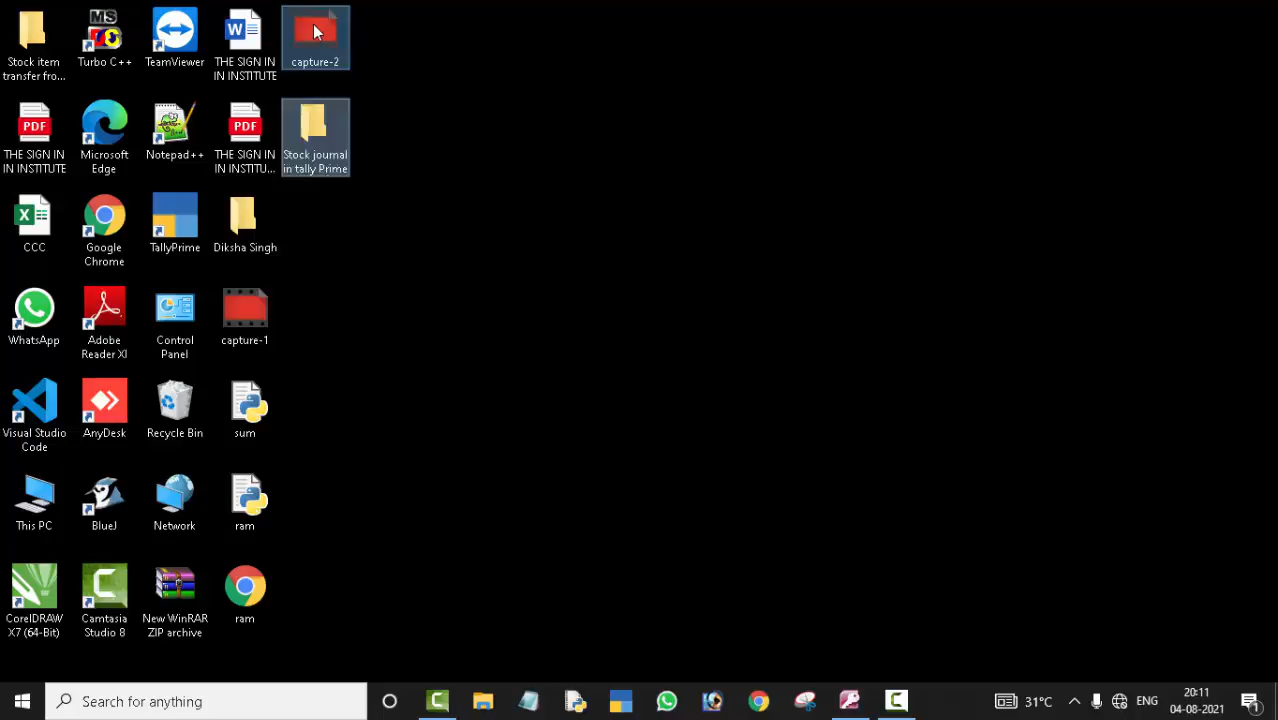 Stock item
transfer fro...
MS
Turbo C++
TeamViewer
THE SIGN IN
IN INSTITUTE
capture-2
PDF
THE SIGN IN
IN INSTITUTE
Microsoft
Edge
Notepad++
PDF
THE SIGN IN
IN INSTITU...
Stock journal
in tally Prime
CCC
Google
Chrome
TallyPrime
Diksha Singh
WhatsApp
Adobe
Reader XI
Control
Panel
capture-1
Visual Studio
Code
AnyDesk
Recycle Bin
sum
This PC
BlueJ
Network
ram
CorelDRAW
X7 (64-Bit)
Camtasia
Studio 8
New WinRAR
ZIP archive
ram
Search for anything
31°C
ENG
20:11
04-08-2021
1